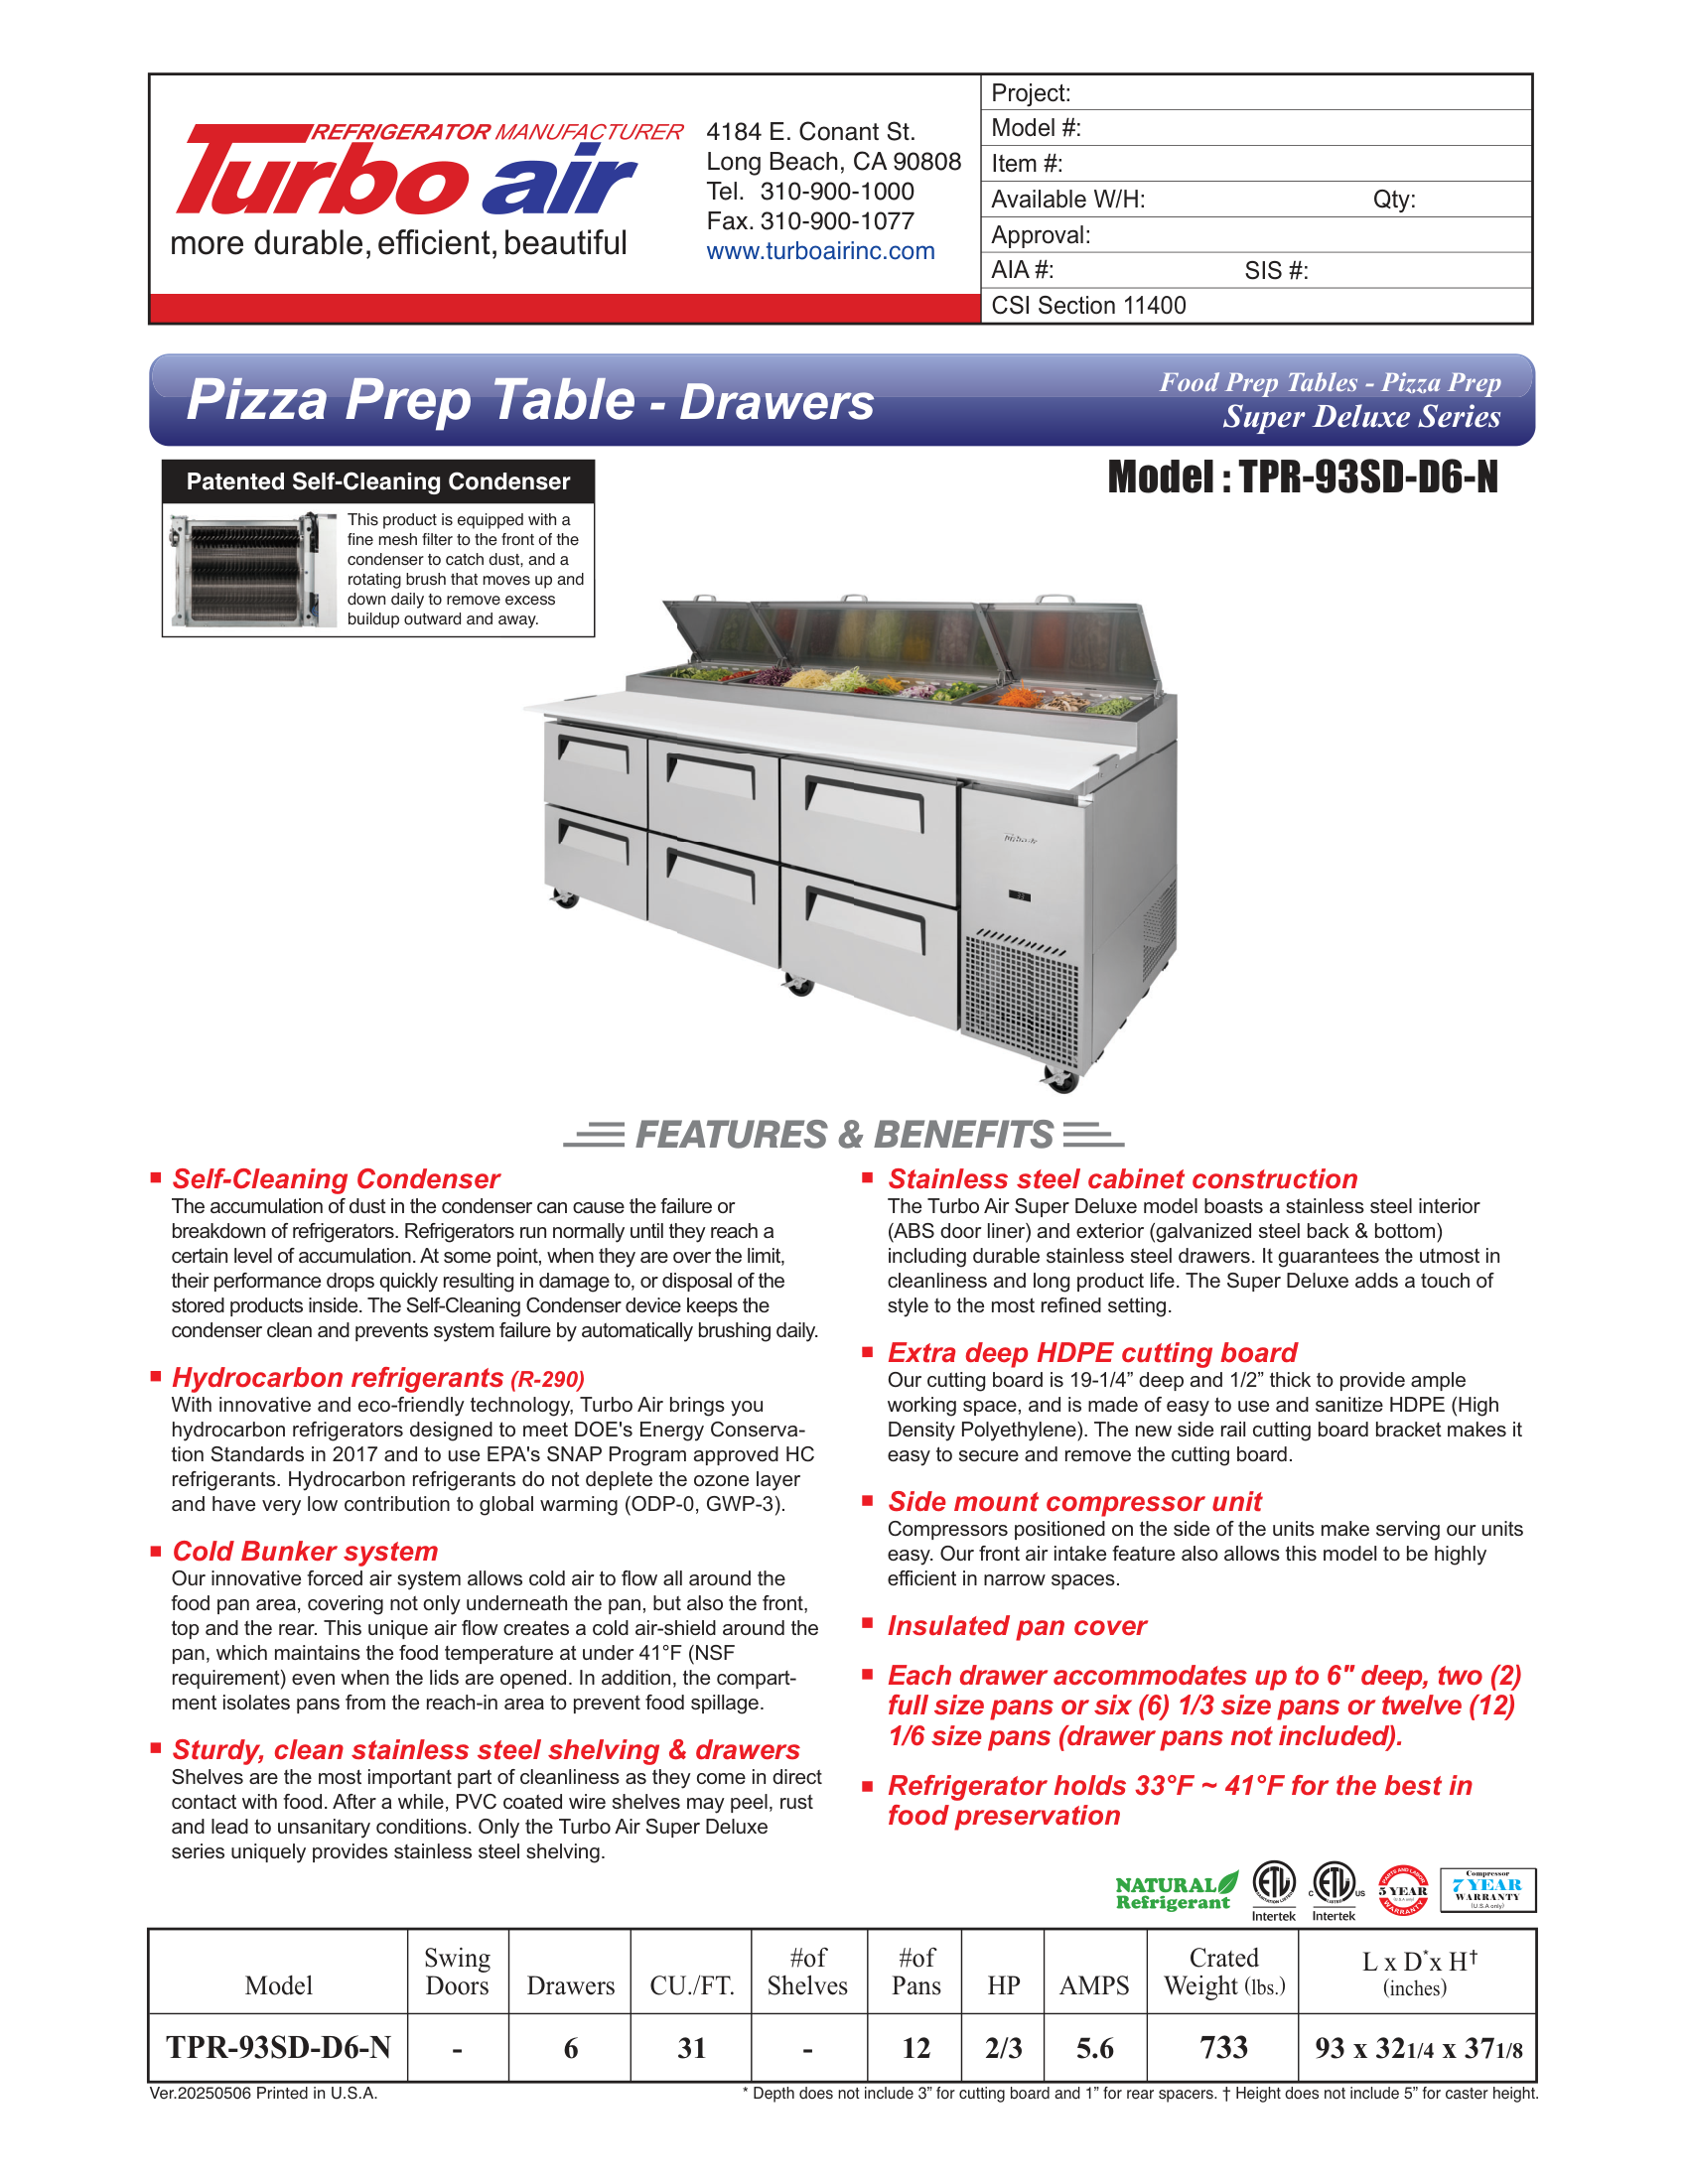 REFRIGERATOR MANUFACTURER
Turbo air
more durable, efficient, beautiful
4184 E. Conant St.
Long Beach, CA 90808
Tel. 310-900-1000
Fax. 310-900-1077
www.turboairinc.com
Project:
Model #:
Item #:
Available W/H: Qty:
Approval:
AIA #: SIS #:
CSI Section 11400
Pizza Prep Table - Drawers
Food Prep Tables - Pizza Prep
Super Deluxe Series
Patented Self-Cleaning Condenser
This product is equipped with a
fine mesh filter to the front of the
condenser to catch dust, and a
rotating brush that moves up and
down daily to remove excess
buildup outward and away.
Model : TPR-93SD-D6-N
Turbo air
FEATURES & BENEFITS
Self-Cleaning Condenser
The accumulation of dust in the condenser can cause the failure or
breakdown of refrigerators. Refrigerators run normally until they reach a
certain level of accumulation. At some point, when they are over the limit,
their performance drops quickly resulting in damage to, or disposal of the
stored products inside. The Self-Cleaning Condenser device keeps the
condenser clean and prevents system failure by automatically brushing daily.
Hydrocarbon refrigerants (R-290)
With innovative and eco-friendly technology, Turbo Air brings you
hydrocarbon refrigerators designed to meet DOE's Energy Conserva-
tion Standards in 2017 and to use EPA's SNAP Program approved HC
refrigerants. Hydrocarbon refrigerants do not deplete the ozone layer
and have very low contribution to global warming (ODP-0, GWP-3).
Cold Bunker system
Our innovative forced air system allows cold air to flow all around the
food pan area, covering not only underneath the pan, but also the front,
top and the rear. This unique air flow creates a cold air-shield around the
pan, which maintains the food temperature at under 41°F (NSF
requirement) even when the lids are opened. In addition, the compart-
ment isolates pans from the reach-in area to prevent food spillage.
Sturdy, clean stainless steel shelving & drawers
Shelves are the most important part of cleanliness as they come in direct
contact with food. After a while, PVC coated wire shelves may peel, rust
and lead to unsanitary conditions. Only the Turbo Air Super Deluxe
series uniquely provides stainless steel shelving.
Stainless steel cabinet construction
The Turbo Air Super Deluxe model boasts a stainless steel interior
(ABS door liner) and exterior (galvanized steel back & bottom)
including durable stainless steel drawers. It guarantees the utmost in
cleanliness and long product life. The Super Deluxe adds a touch of
style to the most refined setting.
Extra deep HDPE cutting board
Our cutting board is 19-1/4” deep and 1/2” thick to provide ample
working space, and is made of easy to use and sanitize HDPE (High
Density Polyethylene). The new side rail cutting board bracket makes it
easy to secure and remove the cutting board.
Side mount compressor unit
Compressors positioned on the side of the units make serving our units
easy. Our front air intake feature also allows this model to be highly
efficient in narrow spaces.
Insulated pan cover
Each drawer accommodates up to 6" deep, two (2)
full size pans or six (6) 1/3 size pans or twelve (12)
1/6 size pans (drawer pans not included).
Refrigerator holds 33°F ~ 41°F for the best in
food preservation
NATURAL
Refrigerant
ETL
SANITATION LISTED
Intertek
C ETL US
LISTED
Intertek
PARTS AND LABOR
5 YEAR
(U.S.A only)
WARRANTY
Compressor
7 YEAR
WARRANTY
(U.S.A only)
Model Swing Doors Drawers CU./FT. #of Shelves #of Pans HP AMPS Crated Weight (lbs.) L x D* x H† (inches)
TPR-93SD-D6-N - 6 31 - 12 2/3 5.6 733 93 x 321/4 x 371/8
Ver.20250506 Printed in U.S.A.
* Depth does not include 3” for cutting board and 1” for rear spacers. † Height does not include 5” for caster height.